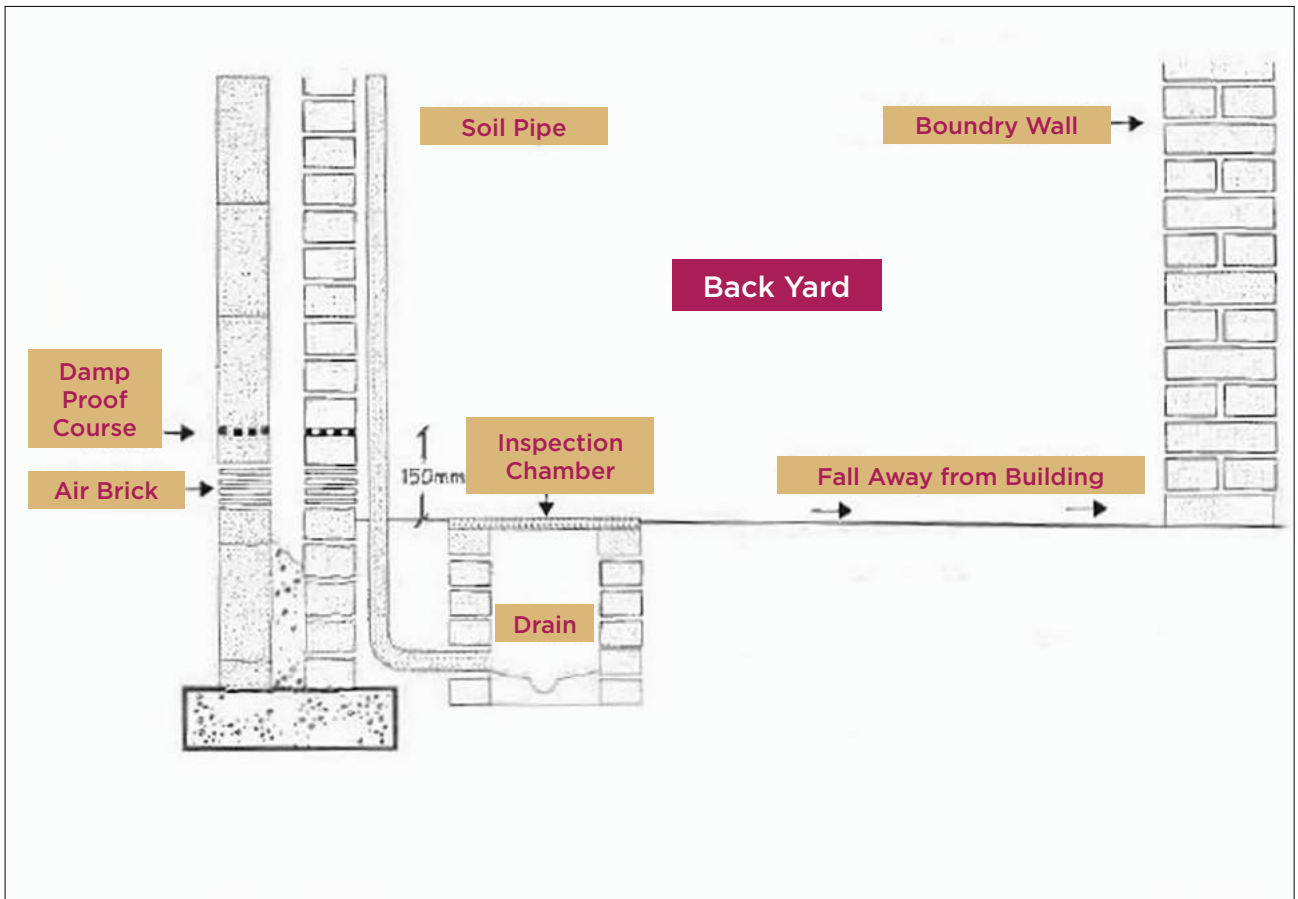 Soil Pipe
Boundry Wall
Back Yard
Damp
Proof
Course
150mm
Inspection
Chamber
Air Brick
Fall Away from Building
Drain